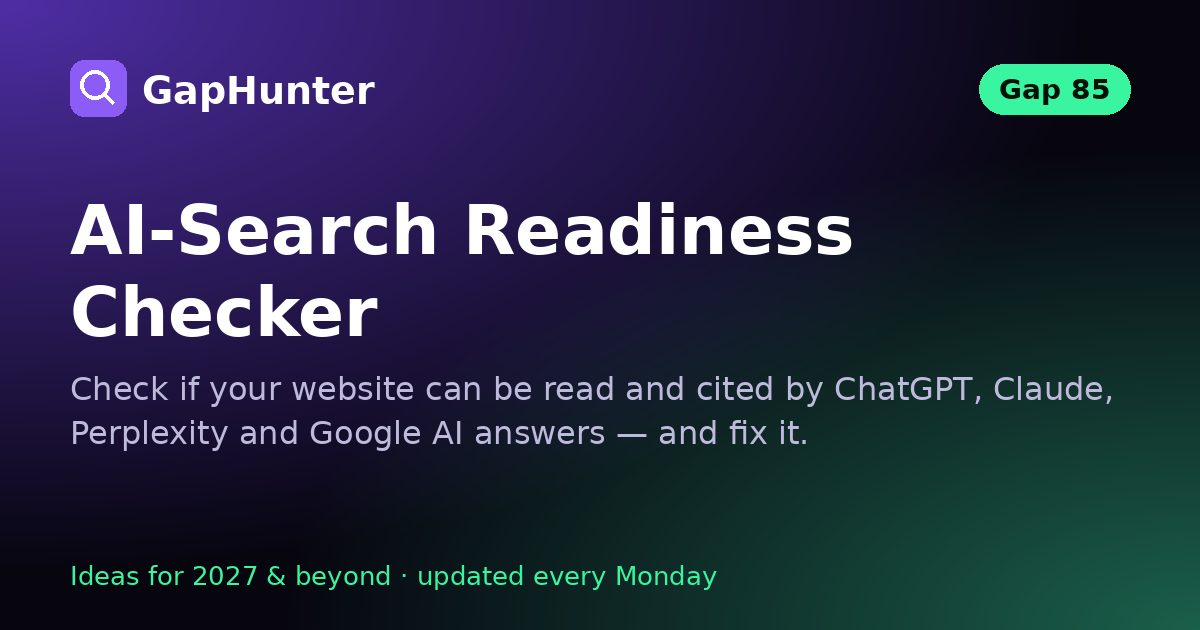 GapHunter
Gap 85
AI-Search Readiness
Checker
Check if your website can be read and cited by ChatGPT, Claude,
Perplexity and Google AI answers — and fix it.
Ideas for 2027 & beyond · updated every Monday